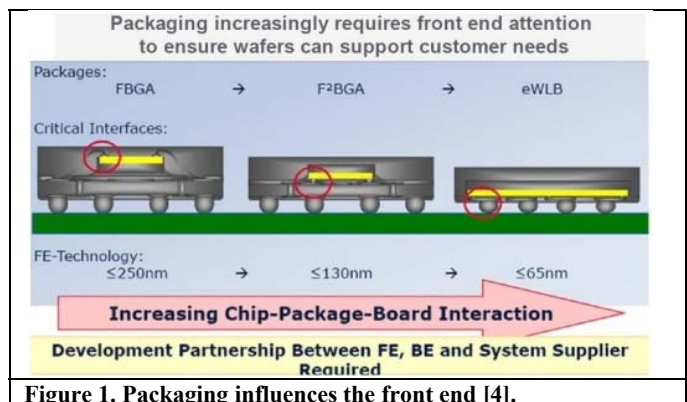 Packaging increasingly requires front end attention
to ensure wafers can support customer needs
Packages:
FBGA → F²BGA → eWLB
Critical Interfaces:
FE-Technology:
≤250nm → ≤130nm → ≤65nm
Increasing Chip-Package-Board Interaction
Development Partnership Between FE, BE and System Supplier
Required
Figure 1. Packaging influences the front end [4].